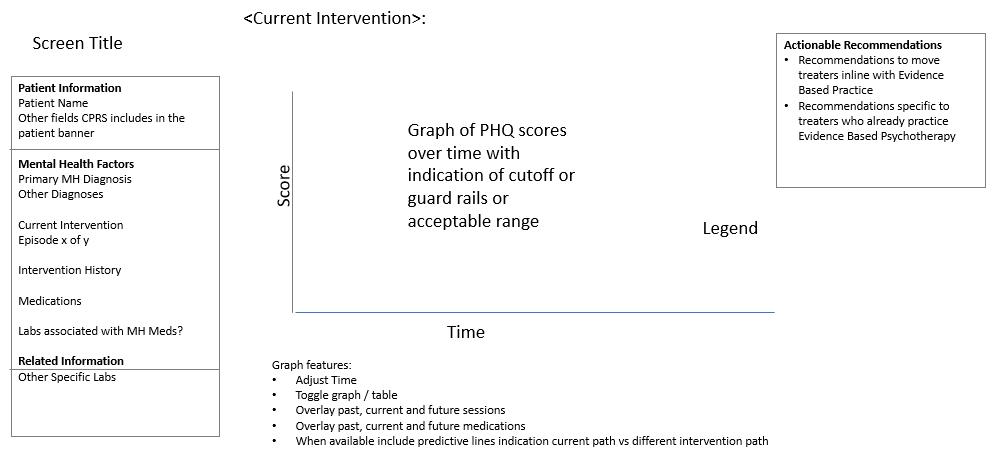 <Current Intervention>:
Screen Title
Patient Information
Patient Name
Other fields CPRS includes in the
patient banner
Mental Health Factors
Primary MH Diagnosis
Other Diagnoses
Current Intervention
Episode x of y
Intervention History
Medications
Labs associated with MH Meds?
Related Information
Other Specific Labs
Score
Graph of PHQ scores
over time with
indication of cutoff or
guard rails or
acceptable range
Legend
Time
Graph features:
• Adjust Time
• Toggle graph / table
• Overlay past, current and future sessions
• Overlay past, current and future medications
• When available include predictive lines indication current path vs different intervention path
Actionable Recommendations
• Recommendations to move
treaters inline with Evidence
Based Practice
• Recommendations specific to
treaters who already practice
Evidence Based Psychotherapy